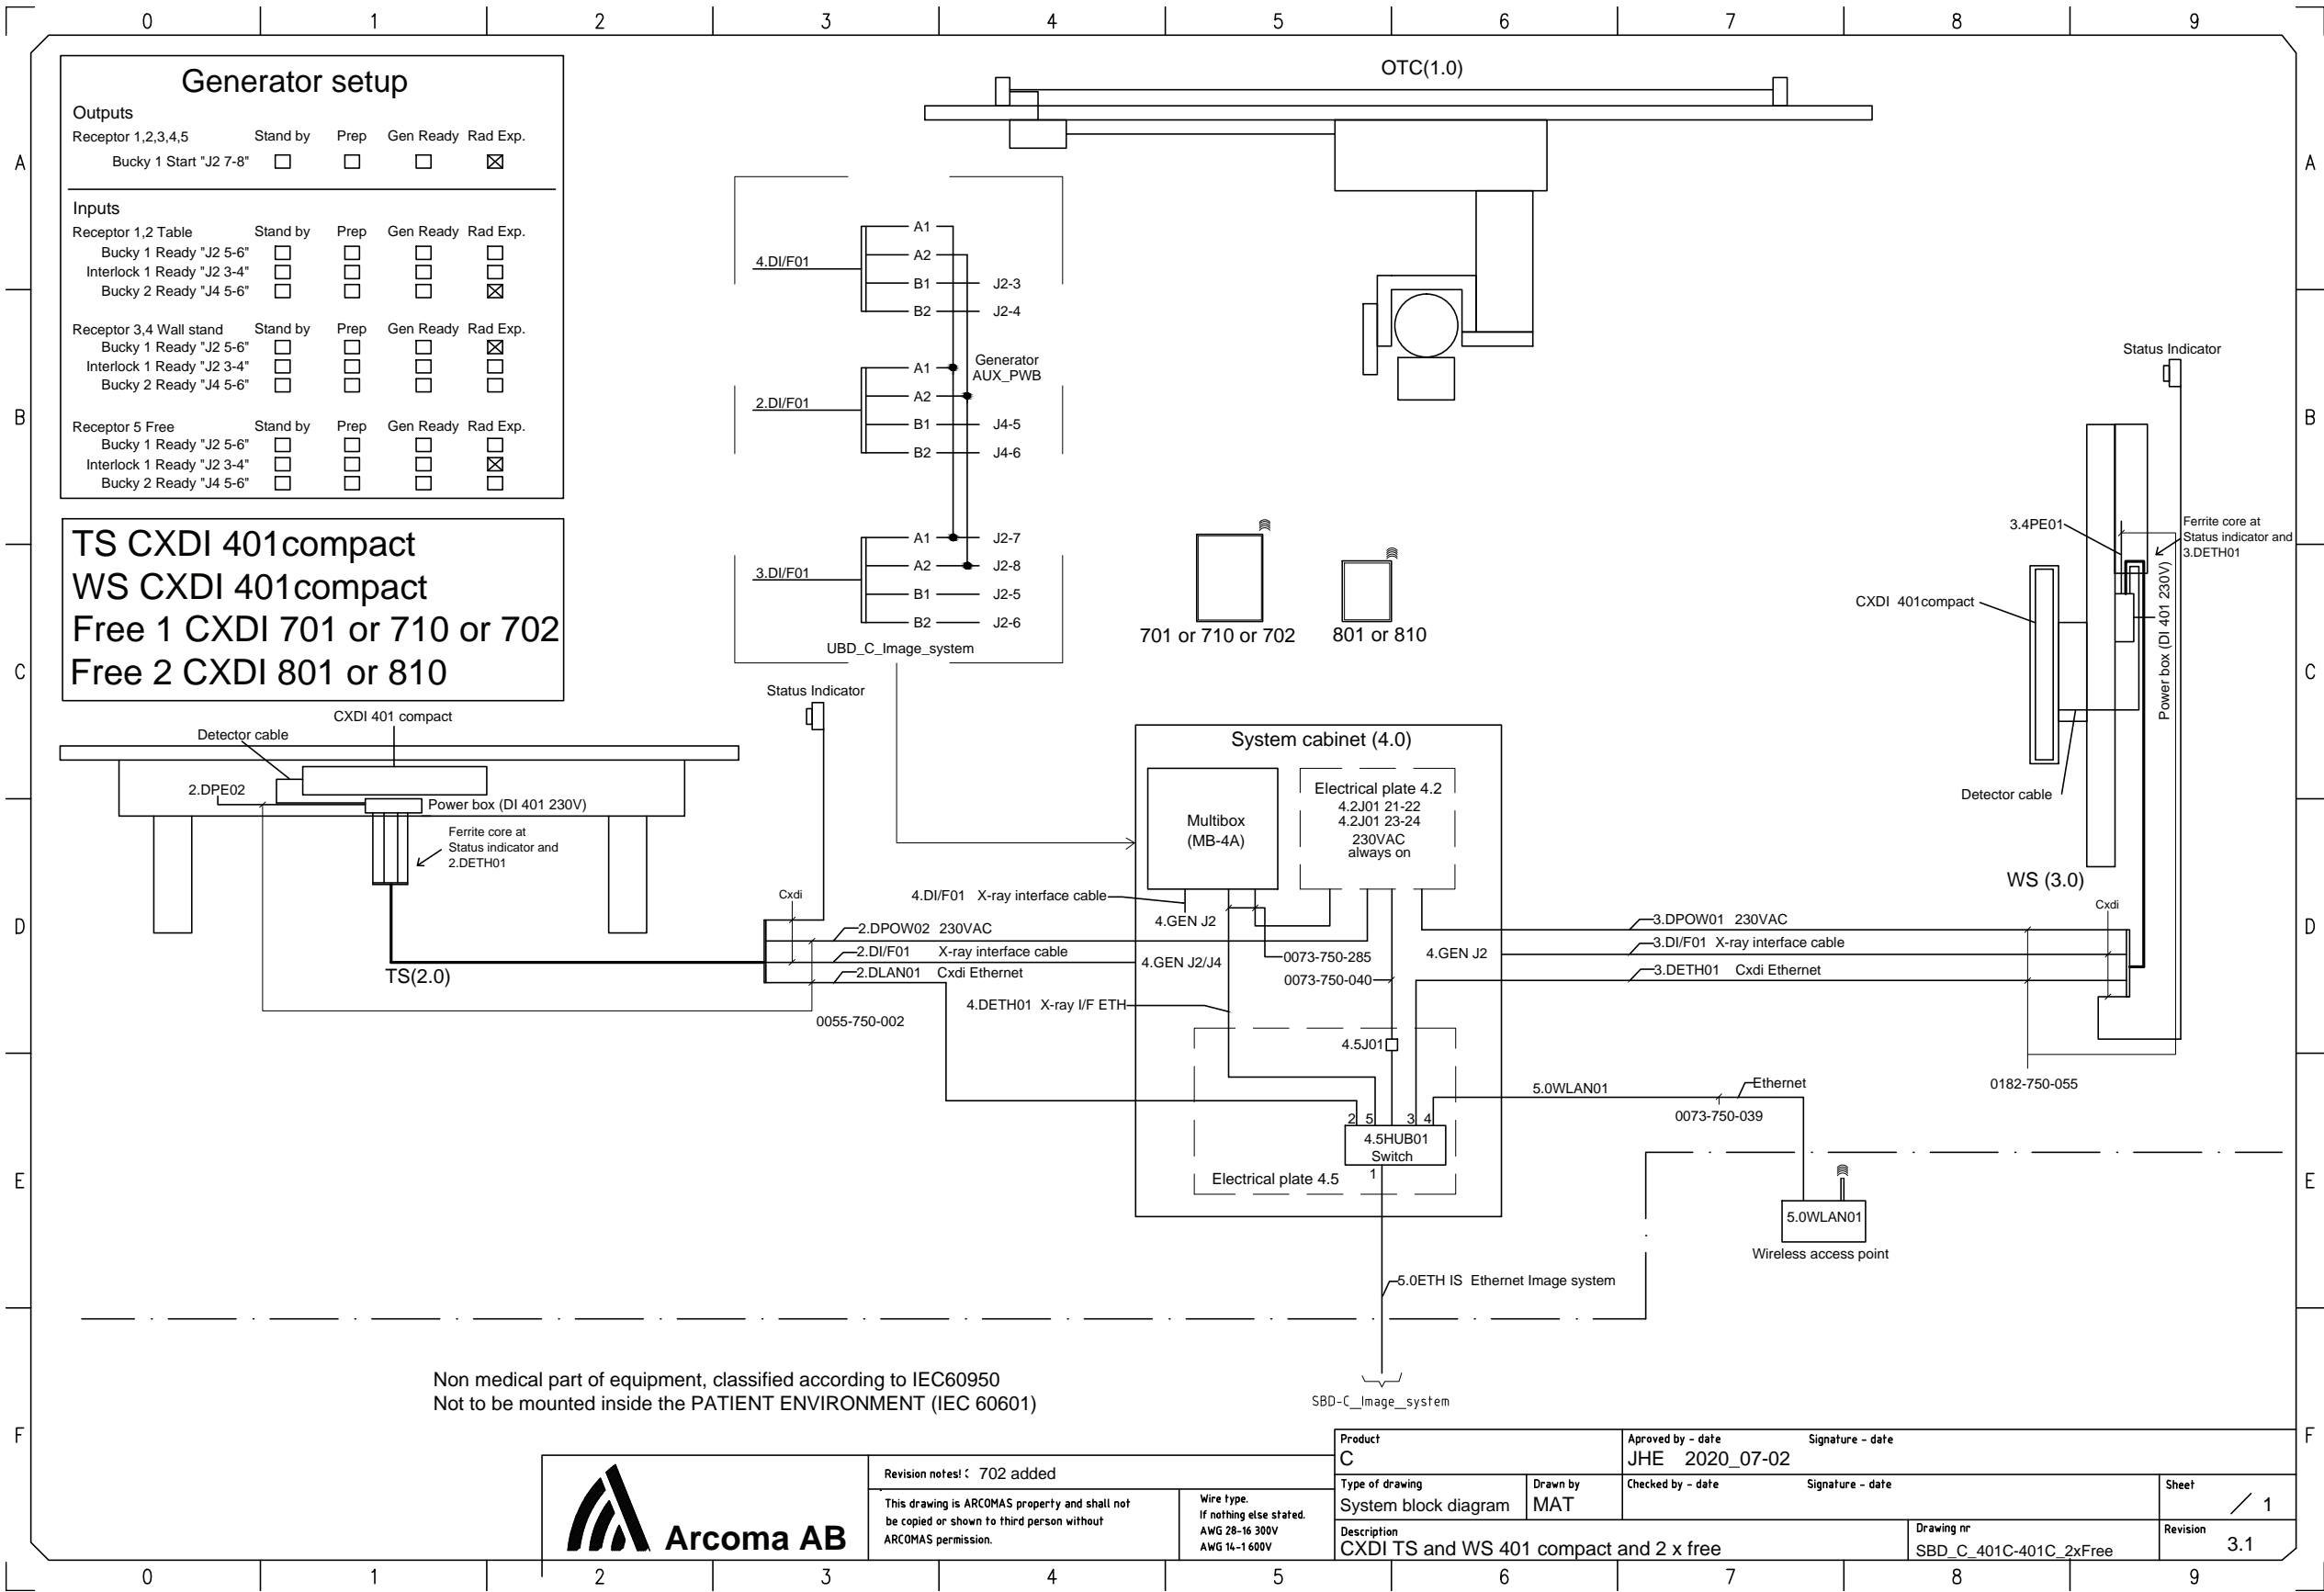 0 1 2 3 4 5 6 7 8 9
A
B
C
D
E
F
Generator setup
Outputs
Receptor 1,2,3,4,5 Stand by Prep Gen Ready Rad Exp.
Bucky 1 Start "J2 7-8"
Inputs
Receptor 1,2 Table Stand by Prep Gen Ready Rad Exp.
Bucky 1 Ready "J2 5-6"
Interlock 1 Ready "J2 3-4"
Bucky 2 Ready "J4 5-6"
Receptor 3,4 Wall stand Stand by Prep Gen Ready Rad Exp.
Bucky 1 Ready "J2 5-6"
Interlock 1 Ready "J2 3-4"
Bucky 2 Ready "J4 5-6"
Receptor 5 Free Stand by Prep Gen Ready Rad Exp.
Bucky 1 Ready "J2 5-6"
Interlock 1 Ready "J2 3-4"
Bucky 2 Ready "J4 5-6"
TS CXDI 401compact
WS CXDI 401compact
Free 1 CXDI 701 or 710 or 702
Free 2 CXDI 801 or 810
4.DI/F01
A1
A2
B1 J2-3
B2 J2-4
Generator
AUX_PWB
2.DI/F01
A1
A2
B1 J4-5
B2 J4-6
3.DI/F01
A1 J2-7
A2 J2-8
B1 J2-5
B2 J2-6
UBD_C_Image_system
OTC(1.0)
701 or 710 or 702
801 or 810
Status Indicator
3.4PE01
Ferrite core at
Status indicator and
3.DETH01
CXDI 401compact
Power box (DI 401 230V)
Detector cable
WS (3.0)
Cxdi
CXDI 401 compact
Detector cable
2.DPE02
Power box (DI 401 230V)
Ferrite core at
Status indicator and
2.DETH01
TS(2.0)
Status Indicator
Cxdi
2.DPOW02 230VAC
2.DI/F01 X-ray interface cable
2.DLAN01 Cxdi Ethernet
0055-750-002
System cabinet (4.0)
Multibox
(MB-4A)
Electrical plate 4.2
4.2J01 21-22
4.2J01 23-24
230VAC
always on
4.DI/F01 X-ray interface cable
4.GEN J2
4.GEN J2/J4
4.GEN J2
0073-750-285
0073-750-040
4.DETH01 X-ray I/F ETH
4.5J01
2 5 3 4
4.5HUB01
Switch
1
Electrical plate 4.5
3.DPOW01 230VAC
3.DI/F01 X-ray interface cable
3.DETH01 Cxdi Ethernet
0182-750-055
5.0WLAN01
Ethernet
0073-750-039
5.0WLAN01
Wireless access point
5.0ETH IS Ethernet Image system
SBD-C_Image_system
Non medical part of equipment, classified according to IEC60950
Not to be mounted inside the PATIENT ENVIRONMENT (IEC 60601)
Arcoma AB
Revision notes! : 702 added
This drawing is ARCOMAS property and shall not
be copied or shown to third person without
ARCOMAS permission.
Wire type.
If nothing else stated.
AWG 28-16 300V
AWG 14-1 600V
Product
C
Aproved by - date Signature - date
JHE 2020_07-02
Type of drawing
System block diagram
Drawn by
MAT
Checked by - date Signature - date
Sheet
/ 1
Description
CXDI TS and WS 401 compact and 2 x free
Drawing nr
SBD_C_401C-401C_2xFree
Revision
3.1
A
B
C
D
E
F
0 1 2 3 4 5 6 7 8 9